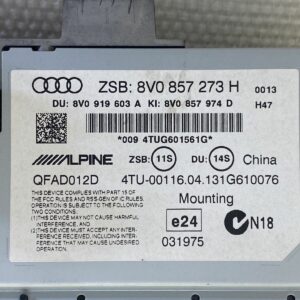 ZSB: 8V0 857 273 H 0013
DU: 8V0 919 603 A KI: 8V0 857 974 D H47
*009 4TUG601561G*
ALPINE ZSB: 11S DU: 14S China
QFAD012D 4TU-00116.04.131G610076
THIS DEVICE COMPLIES WITH PART 15 OF
THE FCC RULES AND RSS-GEN OF IC RULES.
OPERATION IS SUBJECT TO THE FOLLOWING
TWO CONDITIONS:
(1) THIS DEVICE MAY NOT CAUSE HARMFUL
INTERFERENCE, AND
(2) THIS DEVICE MUST ACCEPT ANY
INTERFERENCE RECEIVED, INCLUDING
INTERFERENCE THAT MAY CAUSE
UNDESIRED OPERATION.
Mounting
e24 N18
031975